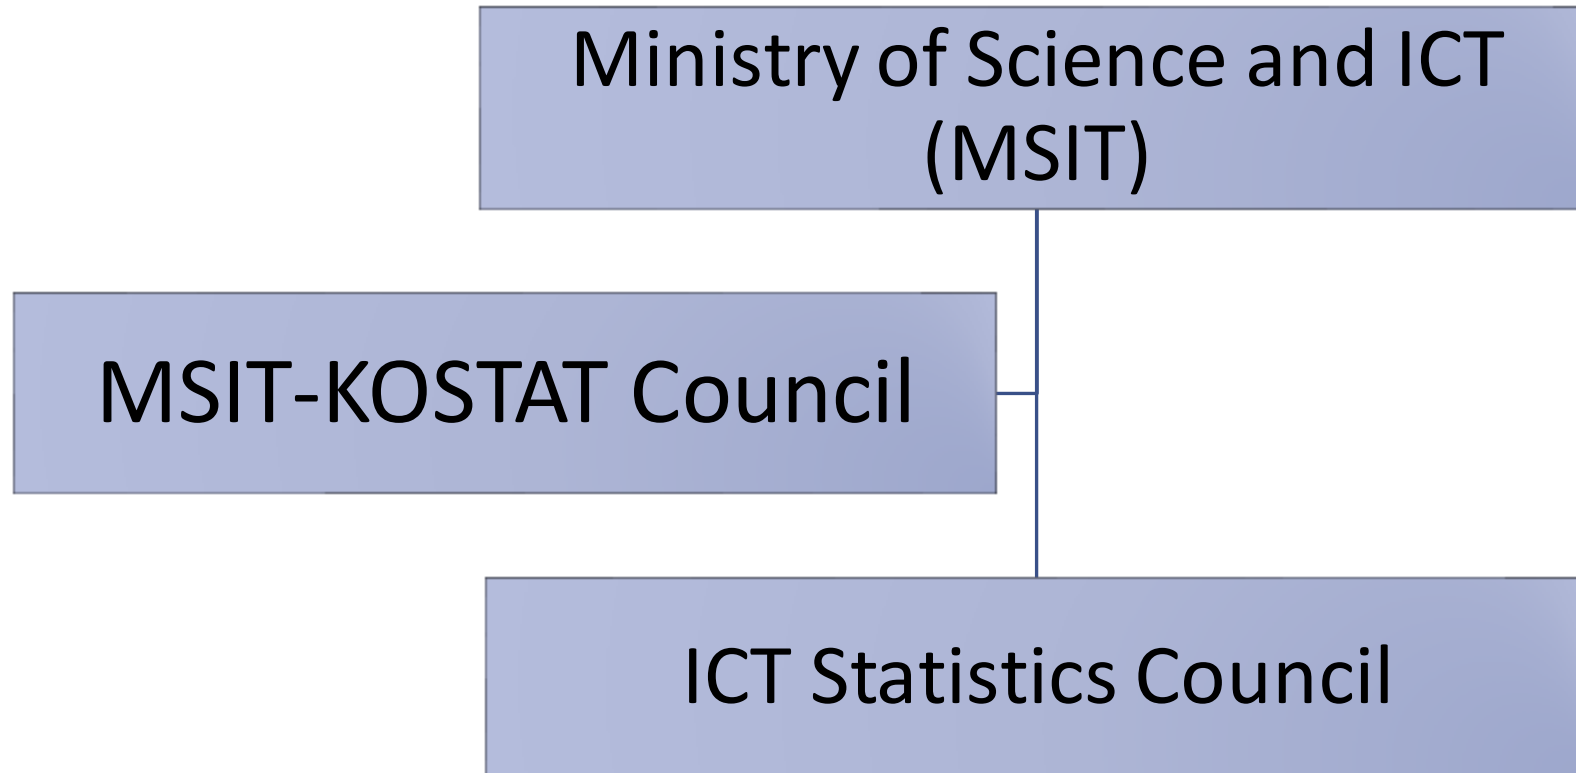 Ministry of Science and ICT
(MSIT)
MSIT-KOSTAT Council
ICT Statistics Council